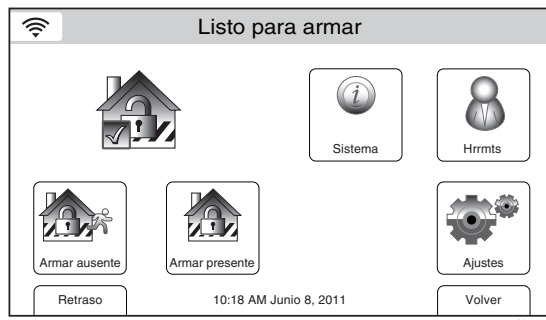 Listo para armar
Sistema
Hrrmts
Armar ausente
Armar presente
Ajustes
Retraso
10:18 AM Junio 8, 2011
Volver